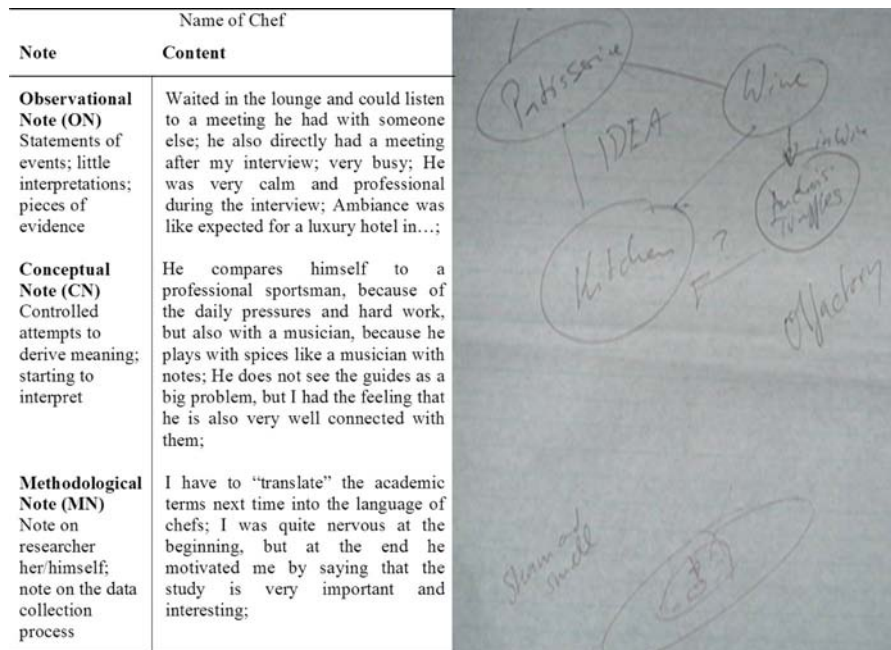 Name of Chef
Note Content
Observational
Note (ON)
Statements of
events; little
interpretations;
pieces of
evidence
Waited in the lounge and could listen
to a meeting he had with someone
else; he also directly had a meeting
after my interview; very busy; He
was very calm and professional
during the interview; Ambiance was
like expected for a luxury hotel in…;
Conceptual
Note (CN)
Controlled
attempts to
derive meaning;
starting to
interpret
He compares himself to a
professional sportsman, because of
the daily pressures and hard work,
but also with a musician, because he
plays with spices like a musician with
notes; He does not see the guides as a
big problem, but I had the feeling that
he is also very well connected with
them;
Methodological
Note (MN)
Note on
researcher
her/himself;
note on the data
collection
process
I have to “translate” the academic
terms next time into the language of
chefs; I was quite nervous at the
beginning, but at the end he
motivated me by saying that the
study is very important and
interesting;
Patisserie
Wine
IDEA
Truffles
Kitchen
?
olfactory
smell